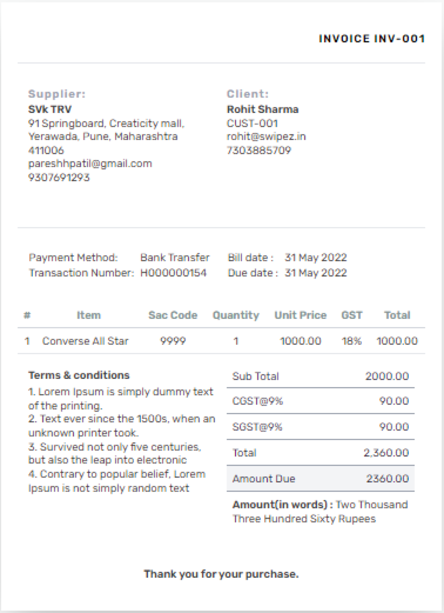 INVOICE INV-001
Supplier:
SVk TRV
91 Springboard, Creaticity mall,
Yerawada, Pune, Maharashtra
411006
pareshhpatil@gmail.com
9307691293
Client:
Rohit Sharma
CUST-001
rohit@swipez.in
7303885709
Payment Method: Bank Transfer Bill date : 31 May 2022
Transaction Number: H000000154 Due date : 31 May 2022
# Item Sac Code Quantity Unit Price GST Total
1 Converse All Star 9999 1 1000.00 18% 1000.00
Terms & conditions
1. Lorem Ipsum is simply dummy text
of the printing.
2. Text ever since the 1500s, when an
unknown printer took.
3. Survived not only five centuries,
but also the leap into electronic
4. Contrary to popular belief, Lorem
Ipsum is not simply random text
Sub Total 2000.00
CGST@9% 90.00
SGST@9% 90.00
Total 2,360.00
Amount Due 2360.00
Amount(in words) : Two Thousand
Three Hundred Sixty Rupees
Thank you for your purchase.